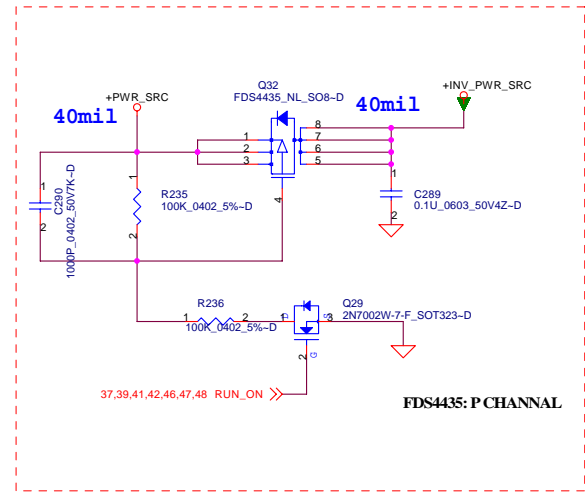 Q32
FDS4435_NL_SO8~D
+PWR_SRC
+INV_PWR_SRC
40mil
40mil
1
2
3
8
7
6
5
4
1
2
C290
1000P_0402_50V7K~D
1
2
R235
100K_0402_5%~D
1
2
C289
0.1U_0603_50V4Z~D
R236
1
2
100K_0402_5%~D
Q29
2N7002W-7-F_SOT323~D
1
D
S
3
2
G
37,39,41,42,46,47,48 RUN_ON
FDS4435: P CHANNAL